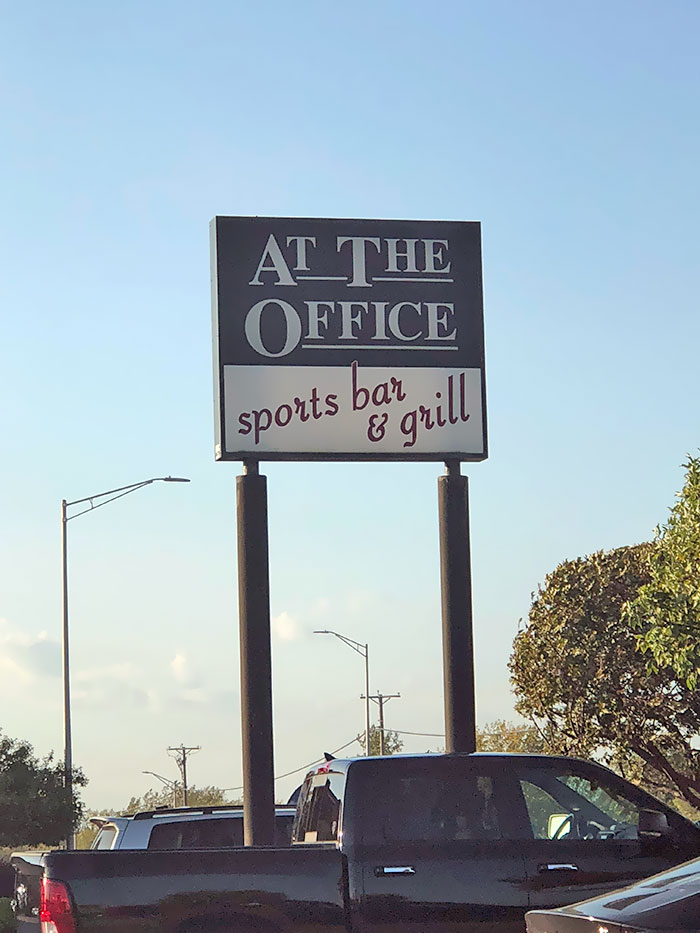 AT THE
OFFICE
sports bar
& grill